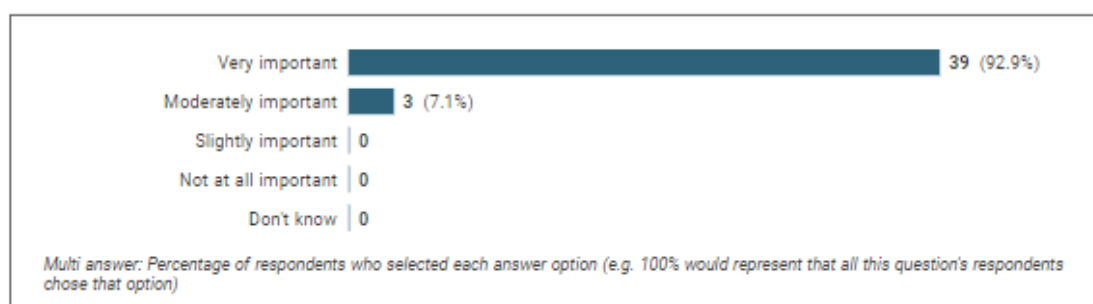 Very important 39 (92.9%)
Moderately important 3 (7.1%)
Slightly important 0
Not at all important 0
Don't know 0
Multi answer: Percentage of respondents who selected each answer option (e.g. 100% would represent that all this question's respondents
chose that option)